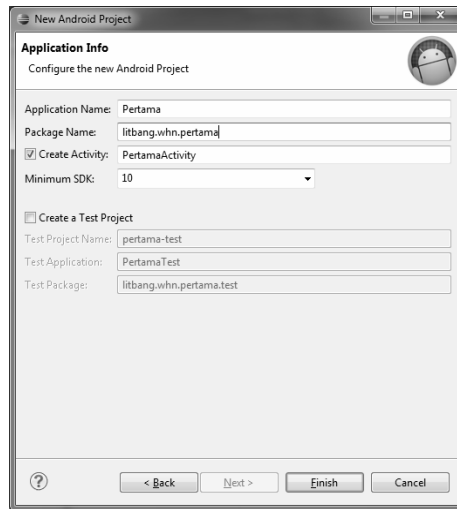 New Android Project
Application Info
Configure the new Android Project
Application Name: Pertama
Package Name: litbang.whn.pertama
Create Activity: PertamaActivity
Minimum SDK: 10
Create a Test Project
Test Project Name: pertama-test
Test Application: PertamaTest
Test Package: litbang.whn.pertama.test
? < Back Next > Finish Cancel